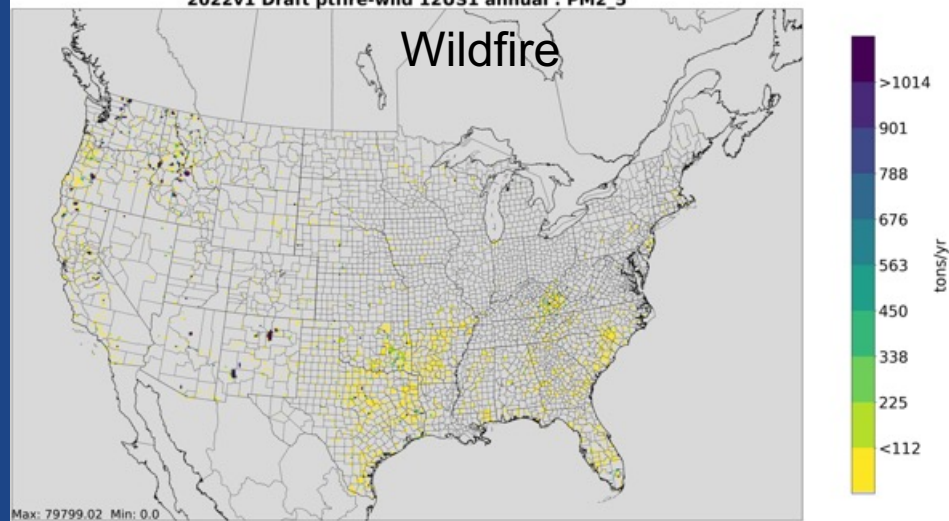 2022v1 Draft ptfire-wild 12US1 annual : PM2_5
Wildfire
>1014
901
788
676
563
450
338
225
<112
tons/yr
Max: 79799.02 Min: 0.0